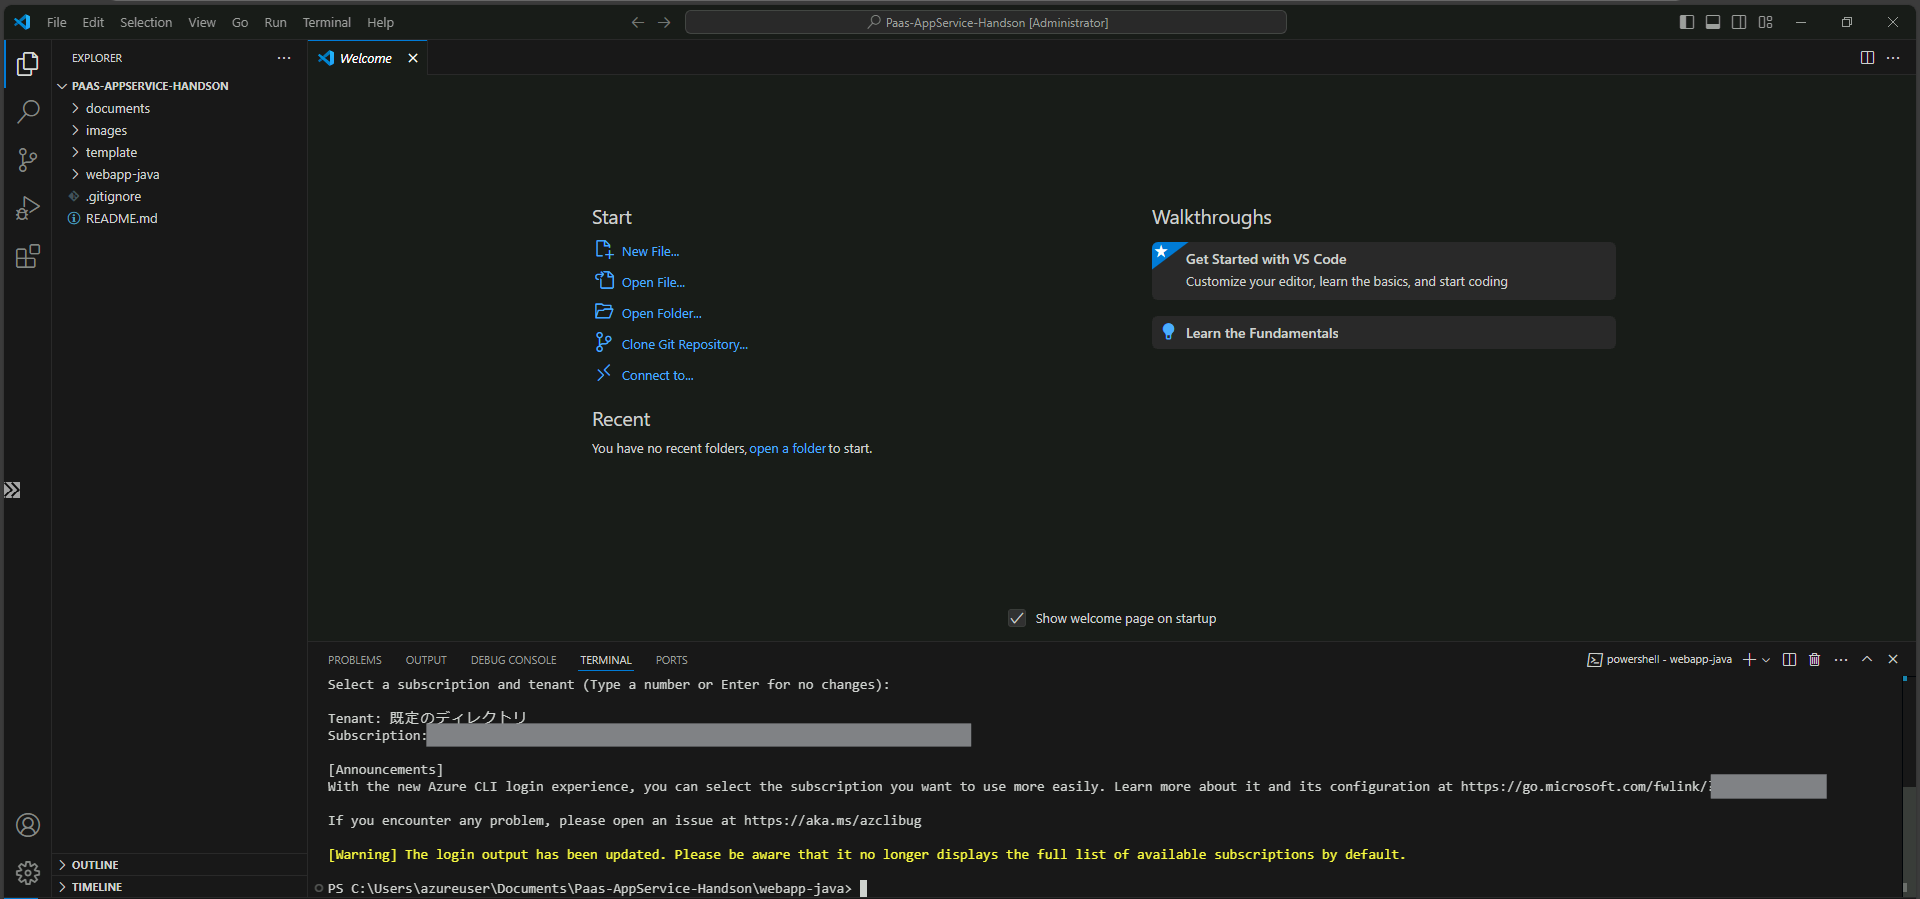 File Edit Selection View Go Run Terminal Help
Paas-AppService-Handson [Administrator]
EXPLORER
PAAS-APPSERVICE-HANDSON
documents
images
template
webapp-java
.gitignore
README.md
OUTLINE
TIMELINE
Welcome
Start
New File...
Open File...
Open Folder...
Clone Git Repository...
Connect to...
Recent
You have no recent folders, open a folder to start.
Walkthroughs
Get Started with VS Code
Customize your editor, learn the basics, and start coding
Learn the Fundamentals
Show welcome page on startup
PROBLEMS OUTPUT DEBUG CONSOLE TERMINAL PORTS
powershell - webapp-java
Select a subscription and tenant (Type a number or Enter for no changes):
Tenant: 既定のディレクトリ
Subscription:
[Announcements]
With the new Azure CLI login experience, you can select the subscription you want to use more easily. Learn more about it and its configuration at https://go.microsoft.com/fwlink/?
If you encounter any problem, please open an issue at https://aka.ms/azclibug
[Warning] The login output has been updated. Please be aware that it no longer displays the full list of available subscriptions by default.
PS C:\Users\azureuser\Documents\Paas-AppService-Handson\webapp-java>